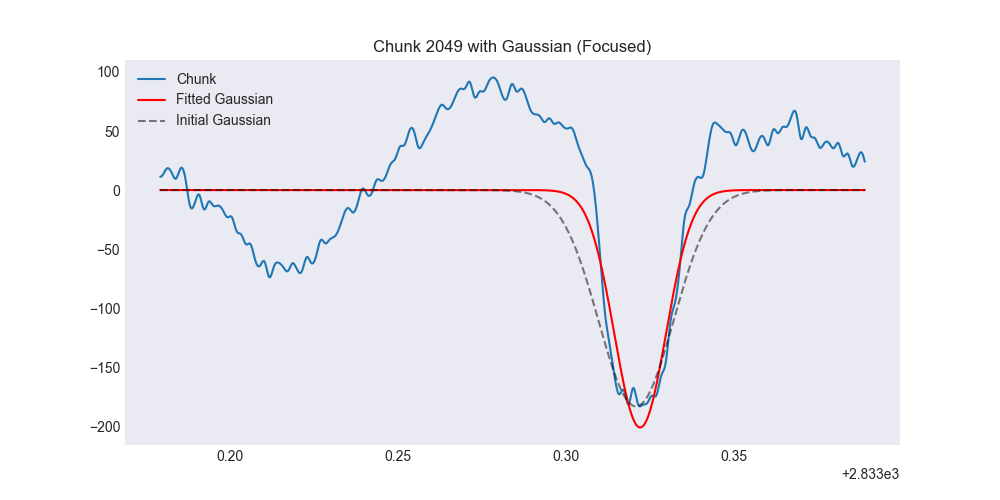 Chunk 2049 with Gaussian (Focused)
Chunk
Fitted Gaussian
Initial Gaussian
100
50
0
−50
−100
−150
−200
0.20 0.25 0.30 0.35
+2.833e3